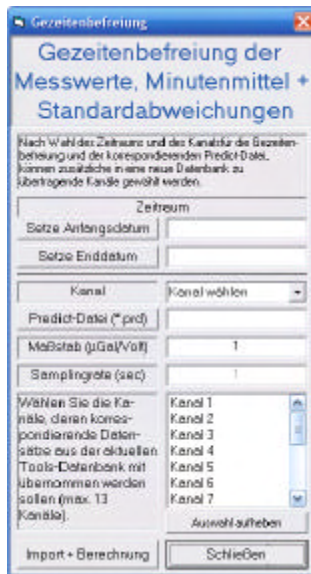 Gezeitenbefreiung
Gezeitenbefreiung der
Messwerte, Minutenmittel +
Standardabweichungen
Nach Wahl des Zeitraums und des Kanals für die Gezeiten-
befreiung und der korrespondierenden Predict-Datei,
können zusätzliche in eine neue Datenbank zu
übertragende Kanäle gewählt werden.
Zeitraum
Setze Anfangsdatum
Setze Enddatum
Kanal Kanal wählen
Predict-Datei (*.prd)
Maßstab (µGal/Volt) 1
Samplingrate (sec) 1
Wählen Sie die Ka-
näle, deren korres-
pondierende Daten-
sätze aus der aktuellen
Tools-Datenbank mit
übernommen werden
sollen (max. 13
Kanäle).
Kanal 1
Kanal 2
Kanal 3
Kanal 4
Kanal 5
Kanal 6
Kanal 7
Auswahl aufheben
Import + Berechnung Schließen